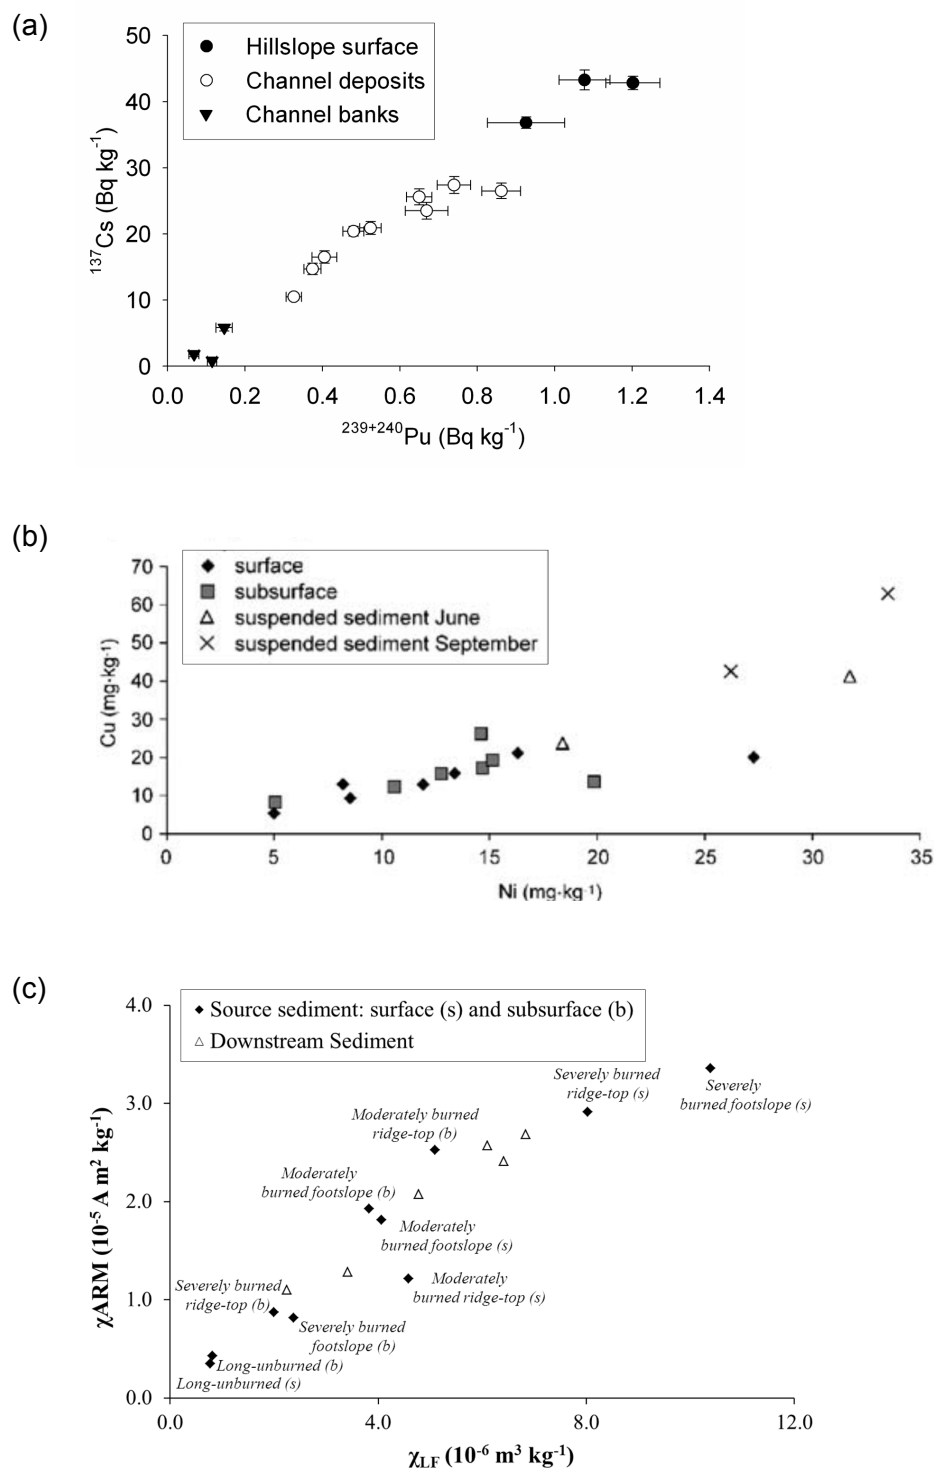 (a)
Hillslope surface
Channel deposits
Channel banks
50
40
30
20
10
0
137Cs (Bq kg-1)
0.0 0.2 0.4 0.6 0.8 1.0 1.2 1.4
239+240Pu (Bq kg-1)
(b)
surface
subsurface
suspended sediment June
suspended sediment September
70
60
50
40
30
20
10
0
Cu (mg·kg-1)
0 5 10 15 20 25 30 35
Ni (mg·kg-1)
(c)
Source sediment: surface (s) and subsurface (b)
Downstream Sediment
4.0
3.0
2.0
1.0
0.0
χARM (10-5 A m2 kg-1)
Severely burned
ridge-top (s)
Severely
burned footslope (s)
Moderately burned
ridge-top (b)
Moderately
burned footslope (b)
Moderately
burned footslope (s)
Moderately
burned ridge-top (s)
Severely burned
ridge-top (b)
Severely burned
footslope (b)
Long-unburned (b)
Long-unburned (s)
0.0 4.0 8.0 12.0
χLF (10-6 m3 kg-1)